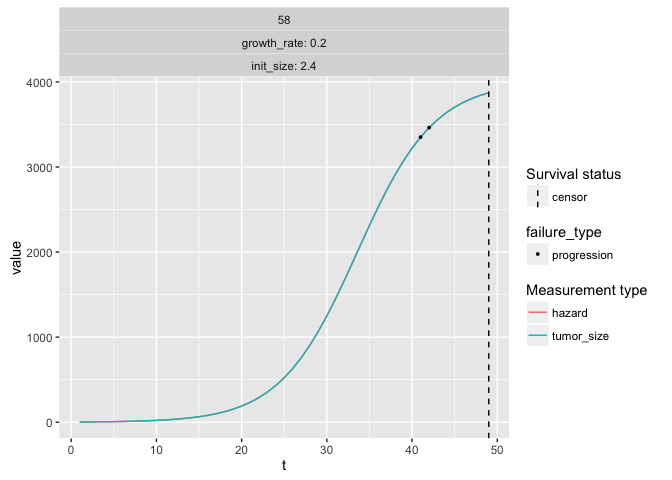 58
growth_rate: 0.2
init_size: 2.4
4000
3000
2000
1000
0
value
0 10 20 30 40 50
t
Survival status
censor
failure_type
progression
Measurement type
hazard
tumor_size